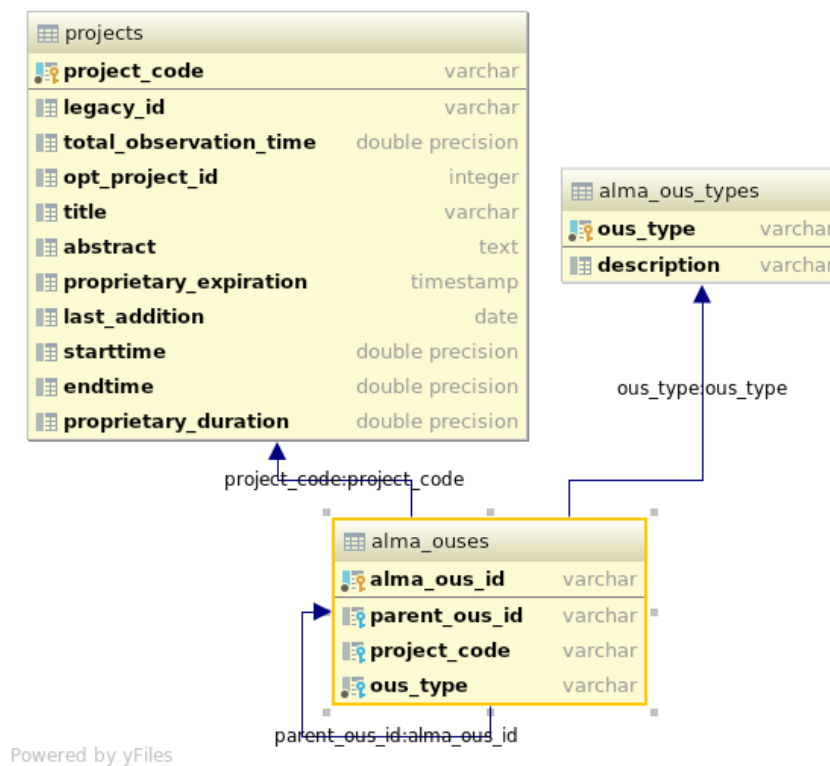 projects
project_code varchar
legacy_id varchar
total_observation_time double precision
opt_project_id integer
title varchar
abstract text
proprietary_expiration timestamp
last_addition date
starttime double precision
endtime double precision
proprietary_duration double precision
alma_ous_types
ous_type varchar
description varchar
ous_type:ous_type
project_code:project_code
alma_ouses
alma_ous_id varchar
parent_ous_id varchar
project_code varchar
ous_type varchar
parent_ous_id:alma_ous_id
Powered by yFiles